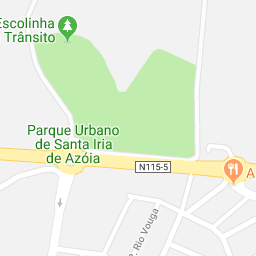 Escolinha
Trânsito
Parque Urbano
de Santa Iria
de Azóia
N115-5
A
R. Rio Vouga